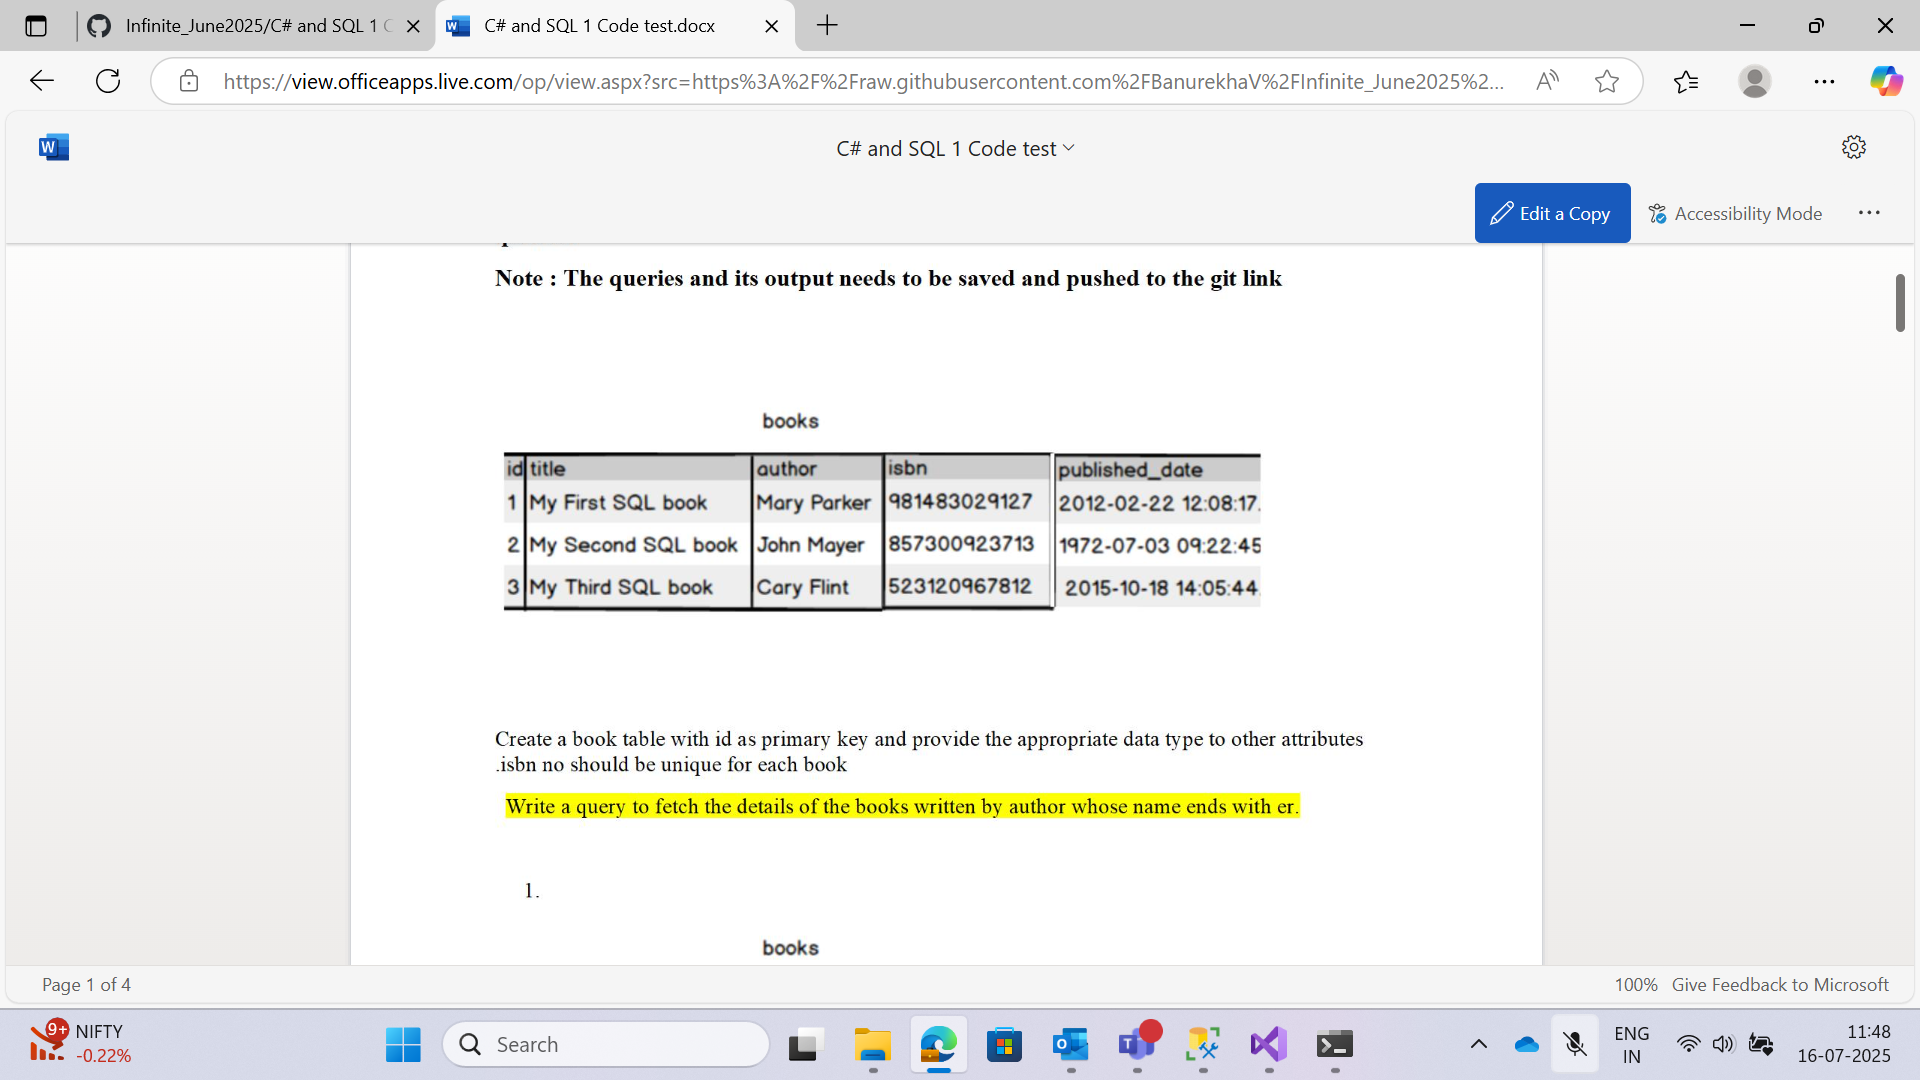 Infinite_June2025/C# and SQL 1 C
C# and SQL 1 Code test.docx
https://view.officeapps.live.com/op/view.aspx?src=https%3A%2F%2Fraw.githubusercontent.com%2FBanurekhaV%2FInfinite_June2025%2...
C# and SQL 1 Code test
Edit a Copy
Accessibility Mode
Note : The queries and its output needs to be saved and pushed to the git link
books
id title author isbn published_date
1 My First SQL book Mary Parker 981483029127 2012-02-22 12:08:17.
2 My Second SQL book John Mayer 857300923713 1972-07-03 09:22:45
3 My Third SQL book Cary Flint 523120967812 2015-10-18 14:05:44
Create a book table with id as primary key and provide the appropriate data type to other attributes
.isbn no should be unique for each book
Write a query to fetch the details of the books written by author whose name ends with er.
1.
books
Page 1 of 4
100% Give Feedback to Microsoft
9+
NIFTY
-0.22%
Search
ENG
IN
11:48
16-07-2025